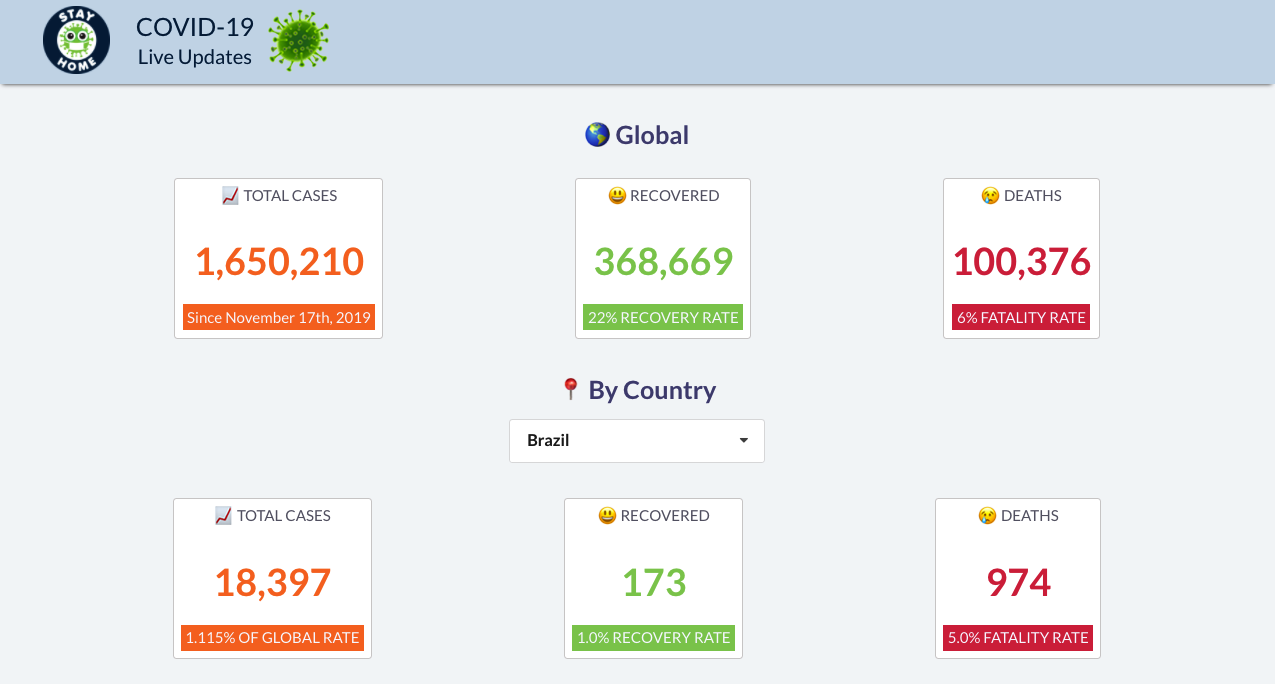 STAY
HOME
COVID-19
Live Updates
Global
TOTAL CASES
1,650,210
Since November 17th, 2019
RECOVERED
368,669
22% RECOVERY RATE
DEATHS
100,376
6% FATALITY RATE
By Country
Brazil
TOTAL CASES
18,397
1.115% OF GLOBAL RATE
RECOVERED
173
1.0% RECOVERY RATE
DEATHS
974
5.0% FATALITY RATE